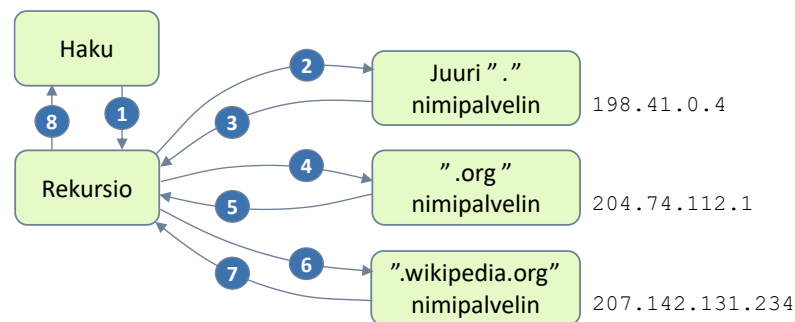 Haku
8
1
Rekursio
2
3
4
5
6
7
Juuri ” . ”
nimipalvelin
198.41.0.4
” .org ”
nimipalvelin
204.74.112.1
”.wikipedia.org”
nimipalvelin
207.142.131.234